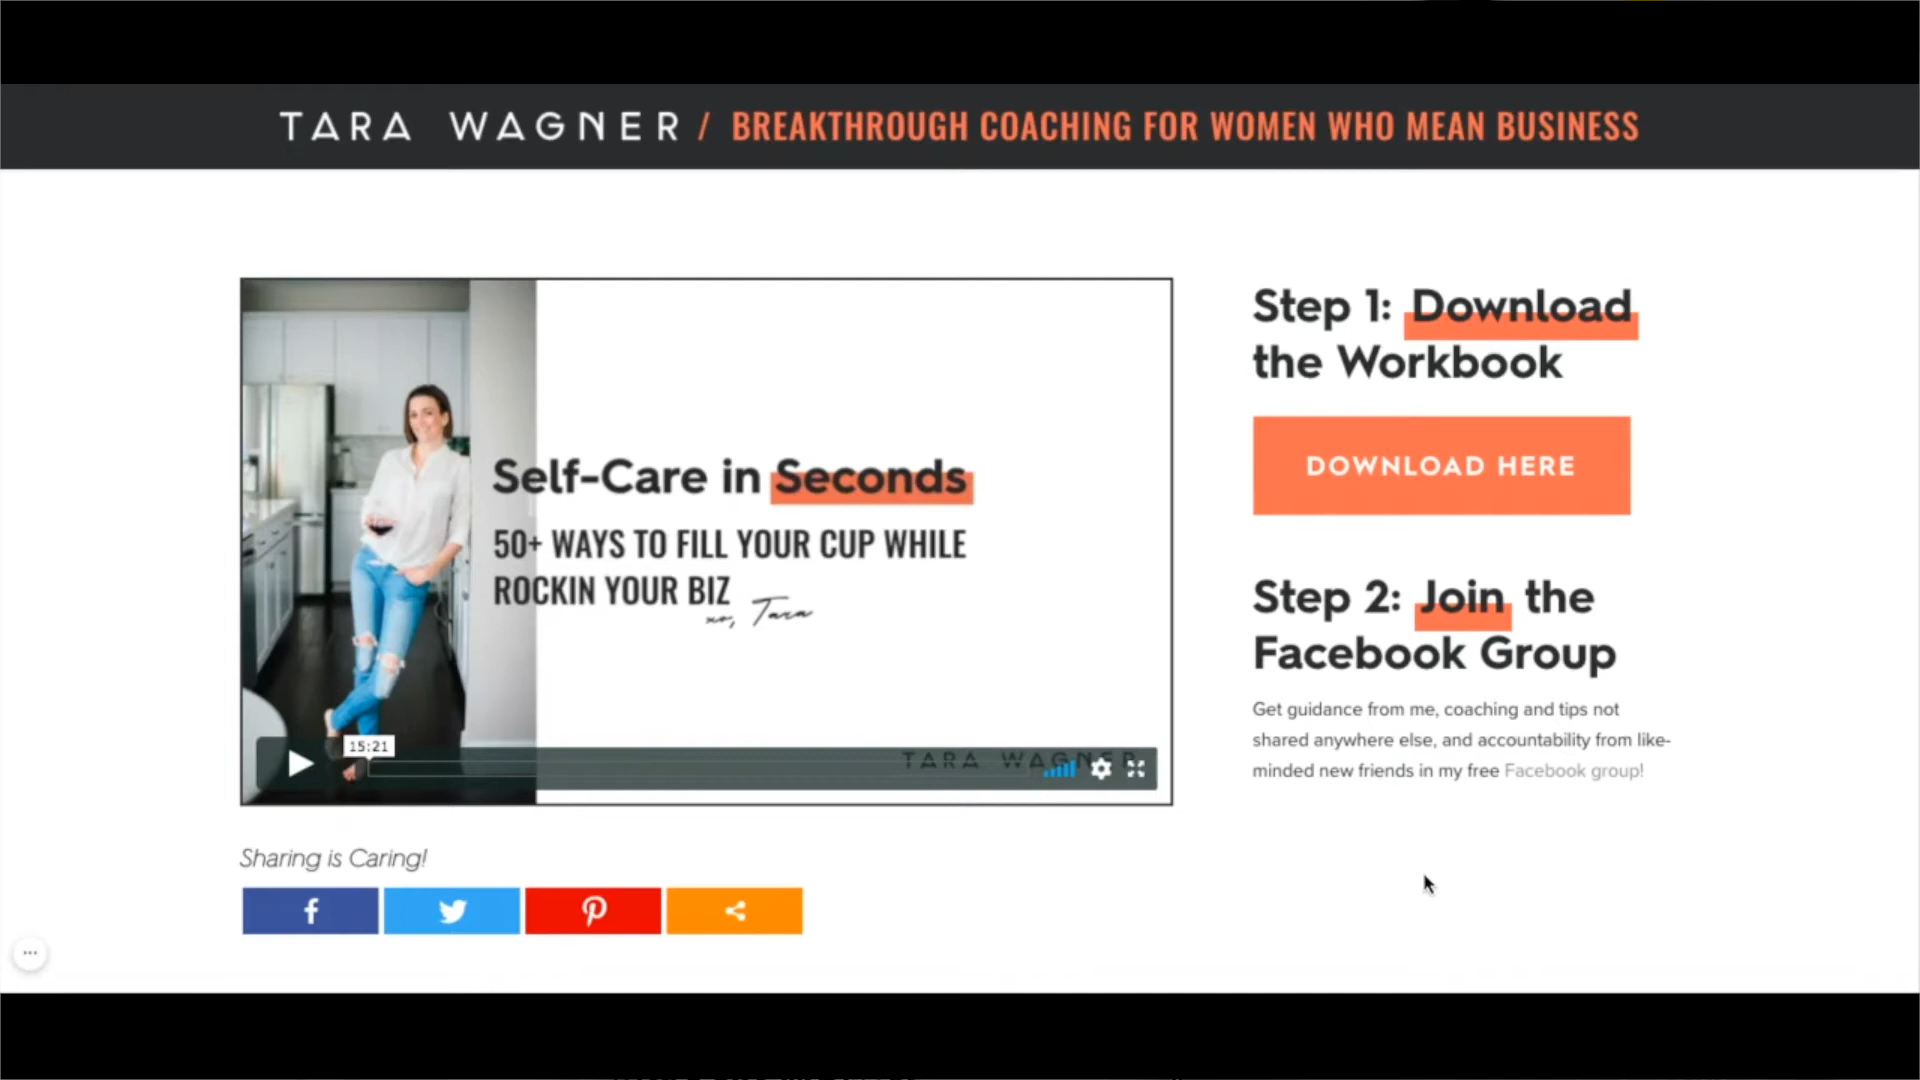 TARA WAGNER / BREAKTHROUGH COACHING FOR WOMEN WHO MEAN BUSINESS
Self-Care in Seconds
50+ WAYS TO FILL YOUR CUP WHILE
ROCKIN YOUR BIZ
xo, Tara
15:21
TARA WAGNER
Sharing is Caring!
Step 1: Download
the Workbook
DOWNLOAD HERE
Step 2: Join the
Facebook Group
Get guidance from me, coaching and tips not
shared anywhere else, and accountability from like-
minded new friends in my free Facebook group!